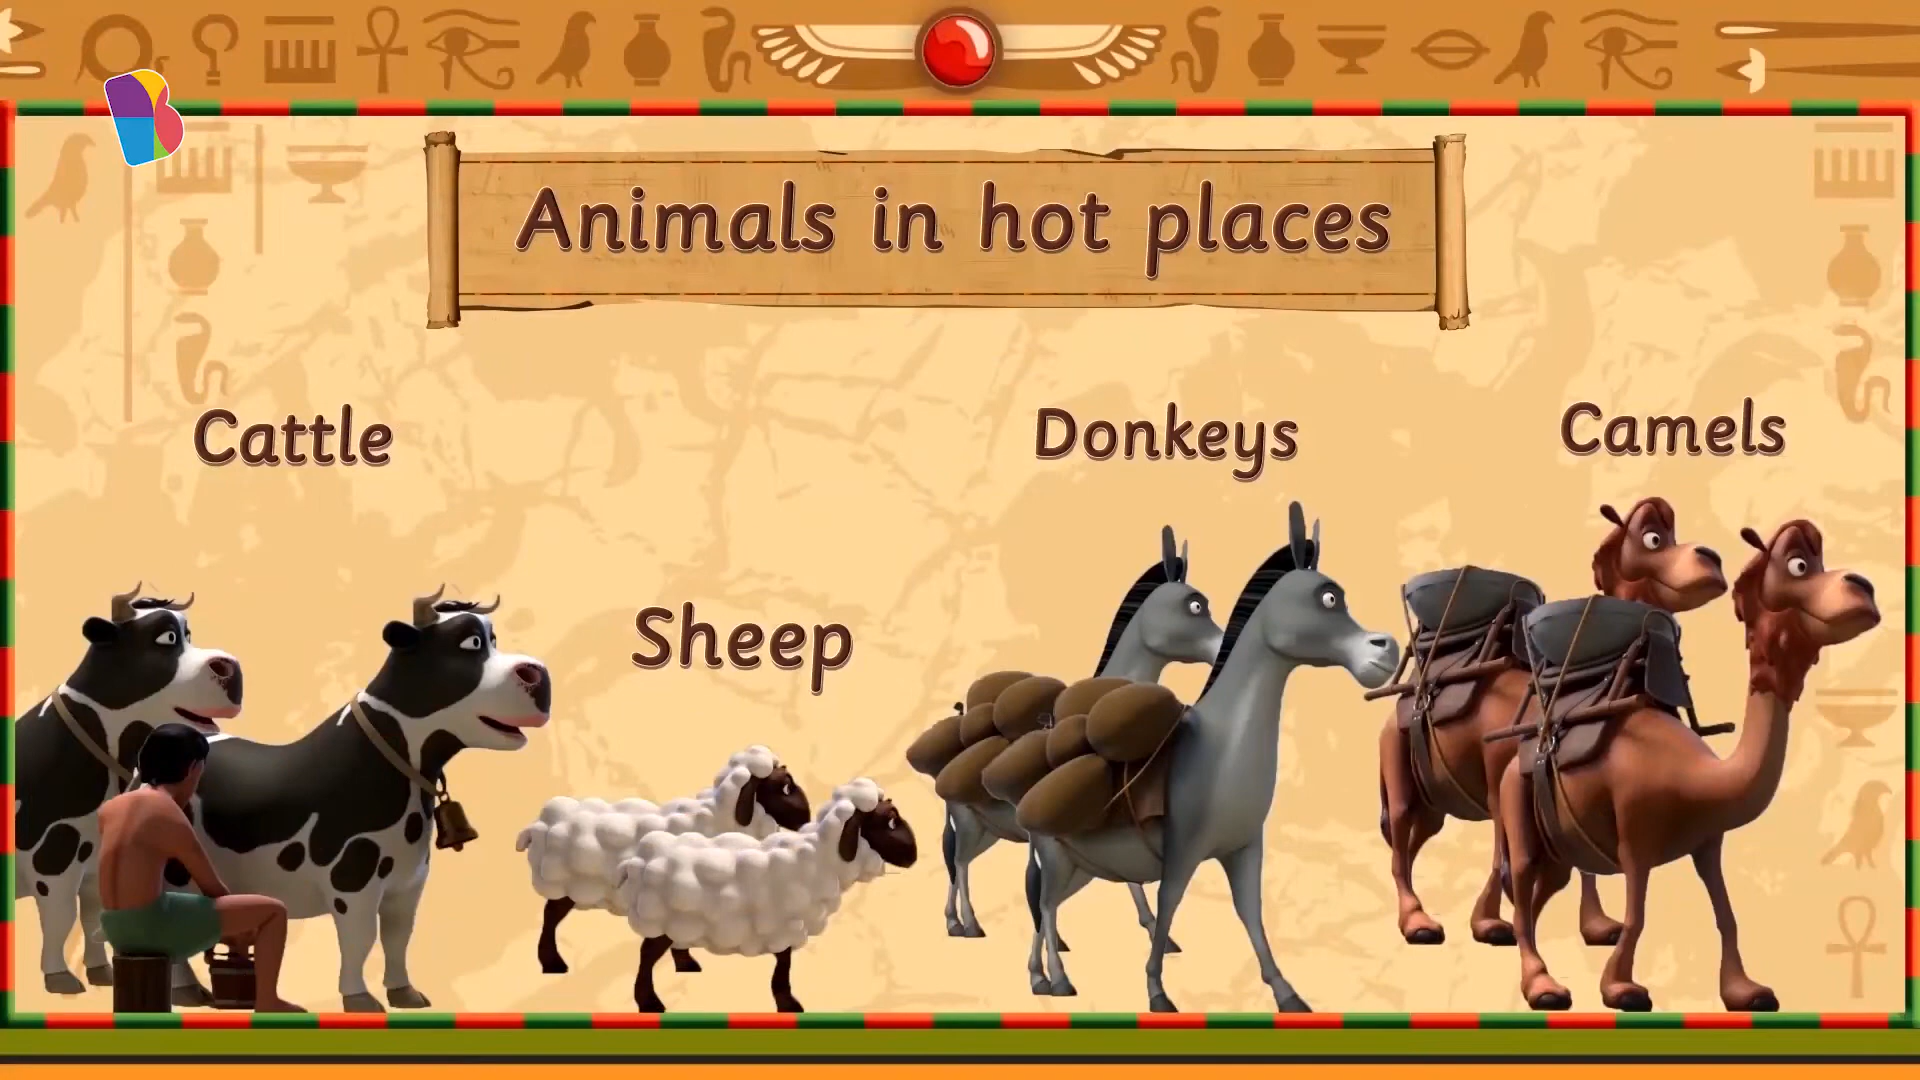 Animals in hot places
Cattle
Sheep
Donkeys
Camels